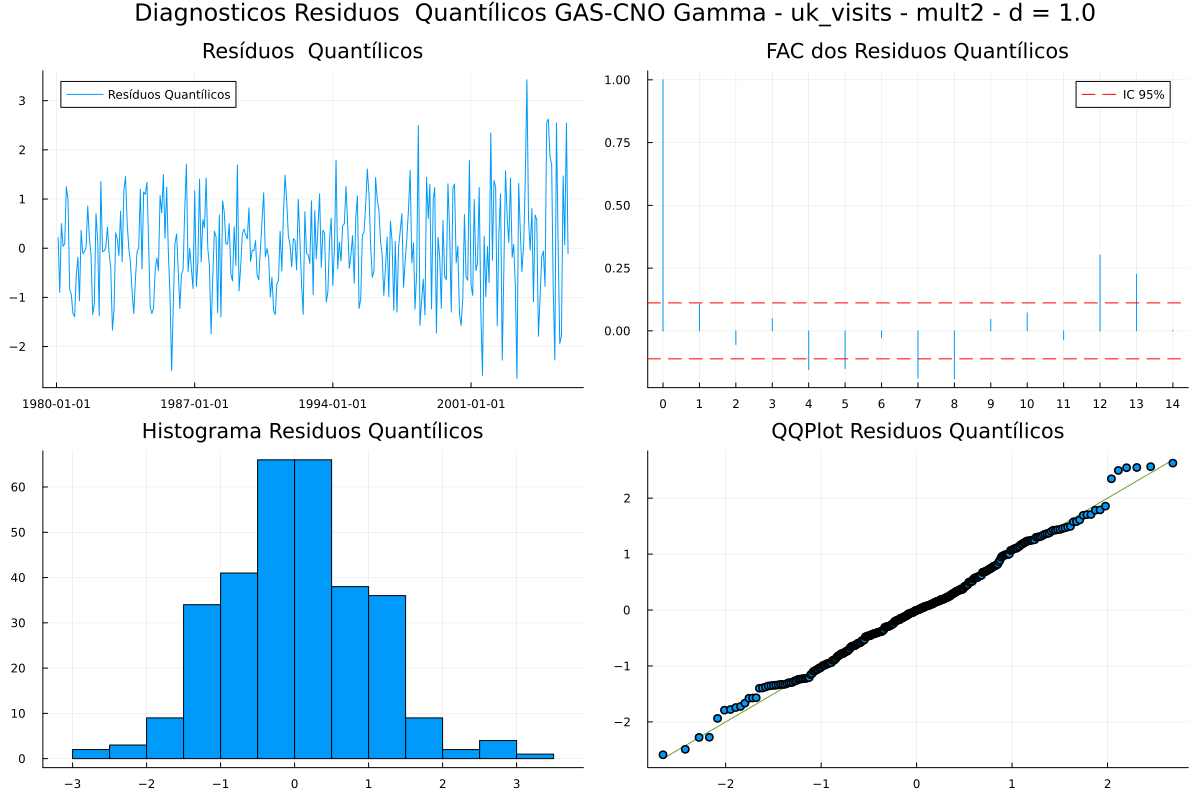 Diagnosticos Residuos  Quantílicos GAS-CNO Gamma - uk_visits - mult2 - d = 1.0
Resíduos  Quantílicos
Resíduos Quantílicos
3
2
1
0
−1
−2
1980-01-01 1987-01-01 1994-01-01 2001-01-01
FAC dos Residuos Quantílicos
IC 95%
1.00
0.75
0.50
0.25
0.00
0 1 2 3 4 5 6 7 8 9 10 11 12 13 14
Histograma Residuos Quantílicos
60
50
40
30
20
10
0
−3 −2 −1 0 1 2 3
QQPlot Residuos Quantílicos
2
1
0
−1
−2
−2 −1 0 1 2